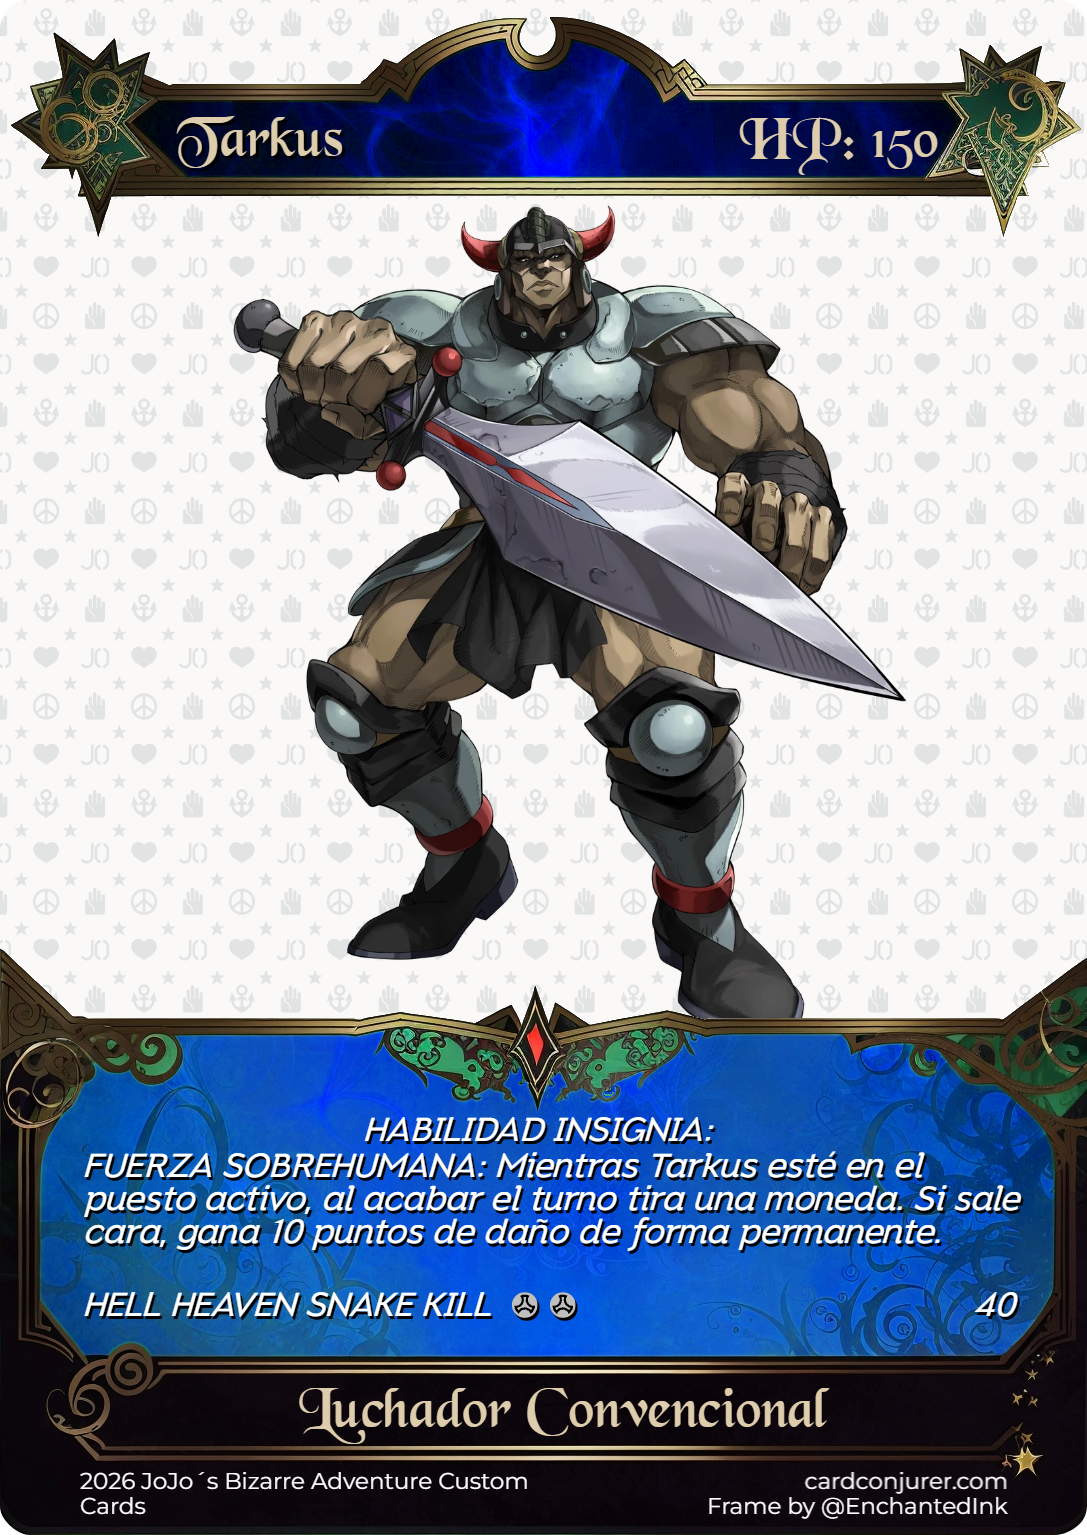 Tarkus HP: 150
HABILIDAD INSIGNIA:
FUERZA SOBREHUMANA: Mientras Tarkus esté en el
puesto activo, al acabar el turno tira una moneda. Si sale
cara, gana 10 puntos de daño de forma permanente.
HELL HEAVEN SNAKE KILL 40
Luchador Convencional
2026 JoJo´s Bizarre Adventure Custom
Cards
cardconjurer.com
Frame by @EnchantedInk